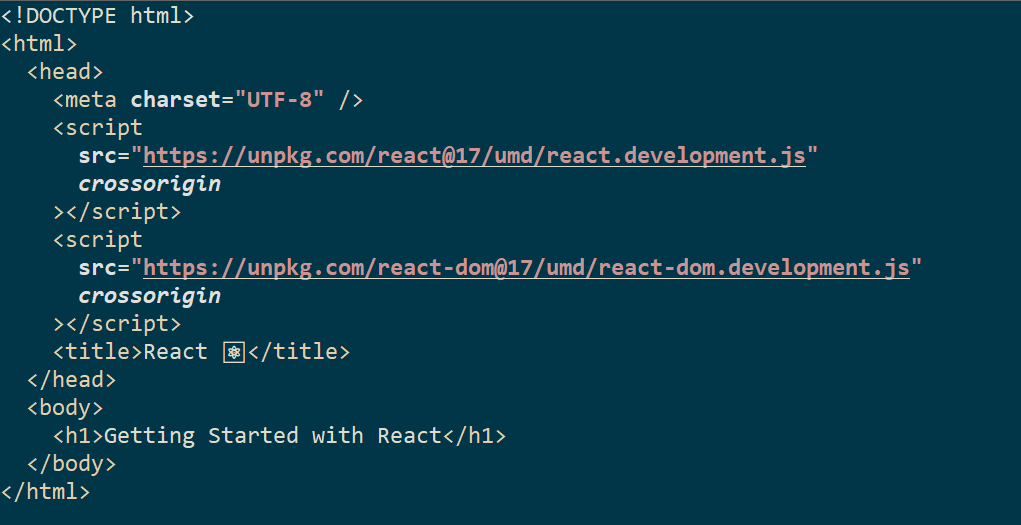 <!DOCTYPE html>
<html>
  <head>
    <meta charset="UTF-8" />
    <script
      src="https://unpkg.com/react@17/umd/react.development.js"
      crossorigin
    ></script>
    <script
      src="https://unpkg.com/react-dom@17/umd/react-dom.development.js"
      crossorigin
    ></script>
    <title>React ⚛️</title>
  </head>
  <body>
    <h1>Getting Started with React</h1>
  </body>
</html>